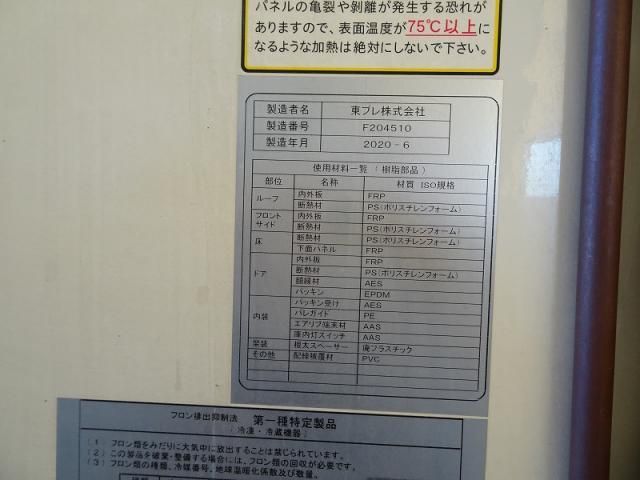 パネルの亀裂や剥離が発生する恐れが
ありますので、表面温度が75℃以上に
なるような加熱は絶対にしないで下さい。
製造者名 東プレ株式会社
製造番号 F204510
製造年月 2020-6
使用材料一覧（樹脂部品）
部位 名称 材質 ISO規格
ルーフ 内外板 FRP
断熱材 PS(ポリスチレンフォーム)
フロント サイド 内外板 FRP
断熱材 PS(ポリスチレンフォーム)
床 断熱材 PS(ポリスチレンフォーム)
下面パネル FRP
ドア 内外板 FRP
断熱材 PS(ポリスチレンフォーム)
額縁材 AES
パッキン EPDM
内装 パッキン受け AES
バレガイド PE
エアリブ端末材 AAS
庫内灯スイッチ AAS
架装 根太スペーサー 廃プラスチック
その他 配線被覆材 PVC
フロン排出抑制法 第一種特定製品
（冷凍・冷蔵機器）
(1) フロン類をみだりに大気中に放出することは禁じられています。
(2) この製品を破棄・整備する場合には、フロン類の回収が必要です。
(3) フロン類の種類、冷媒番号、地球温暖化係数及び数量。